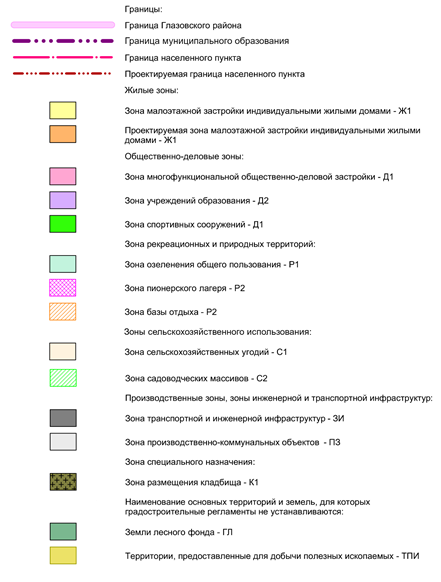 Границы:
Граница Глазовского района
Граница муниципального образования
Граница населенного пункта
Проектируемая граница населенного пункта
Жилые зоны:
Зона малоэтажной застройки индивидуальными жилыми домами - Ж1
Проектируемая зона малоэтажной застройки индивидуальными жилыми
домами - Ж1
Общественно-деловые зоны:
Зона многофункциональной общественно-деловой застройки - Д1
Зона учреждений образования - Д2
Зона спортивных сооружений - Д1
Зона рекреационных и природных территорий:
Зона озеленения общего пользования - Р1
Зона пионерского лагеря - Р2
Зона базы отдыха - Р2
Зоны сельскохозяйственного использования:
Зона сельскохозяйственных угодий - С1
Зона садоводческих массивов - С2
Производственные зоны, зоны инженерной и транспортной инфраструктур:
Зона транспортной и инженерной инфраструктур - ЗИ
Зона производственно-коммунальных объектов - ПЗ
Зона специального назначения:
Зона размещения кладбища - К1
Наименование основных территорий и земель, для которых
градостроительные регламенты не устанавливаются:
Земли лесного фонда - ГЛ
Территории, предоставленные для добычи полезных ископаемых - ТПИ